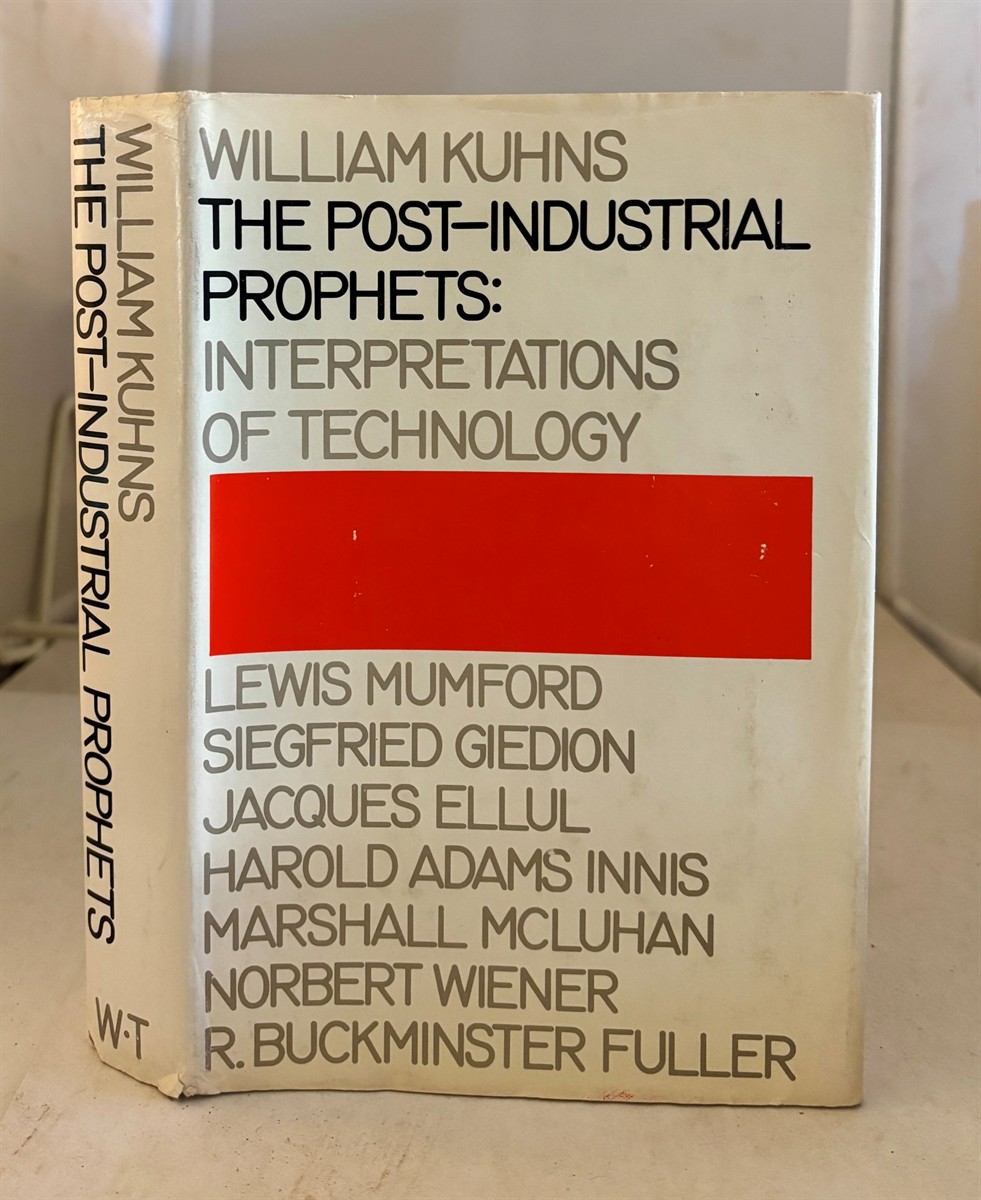 WILLIAM KUHNS
THE POST-INDUSTRIAL PROPHETS
W·T
WILLIAM KUHNS
THE POST-INDUSTRIAL
PROPHETS:
INTERPRETATIONS
OF TECHNOLOGY
LEWIS MUMFORD
SIEGFRIED GIEDION
JACQUES ELLUL
HAROLD ADAMS INNIS
MARSHALL MCLUHAN
NORBERT WIENER
R. BUCKMINSTER FULLER